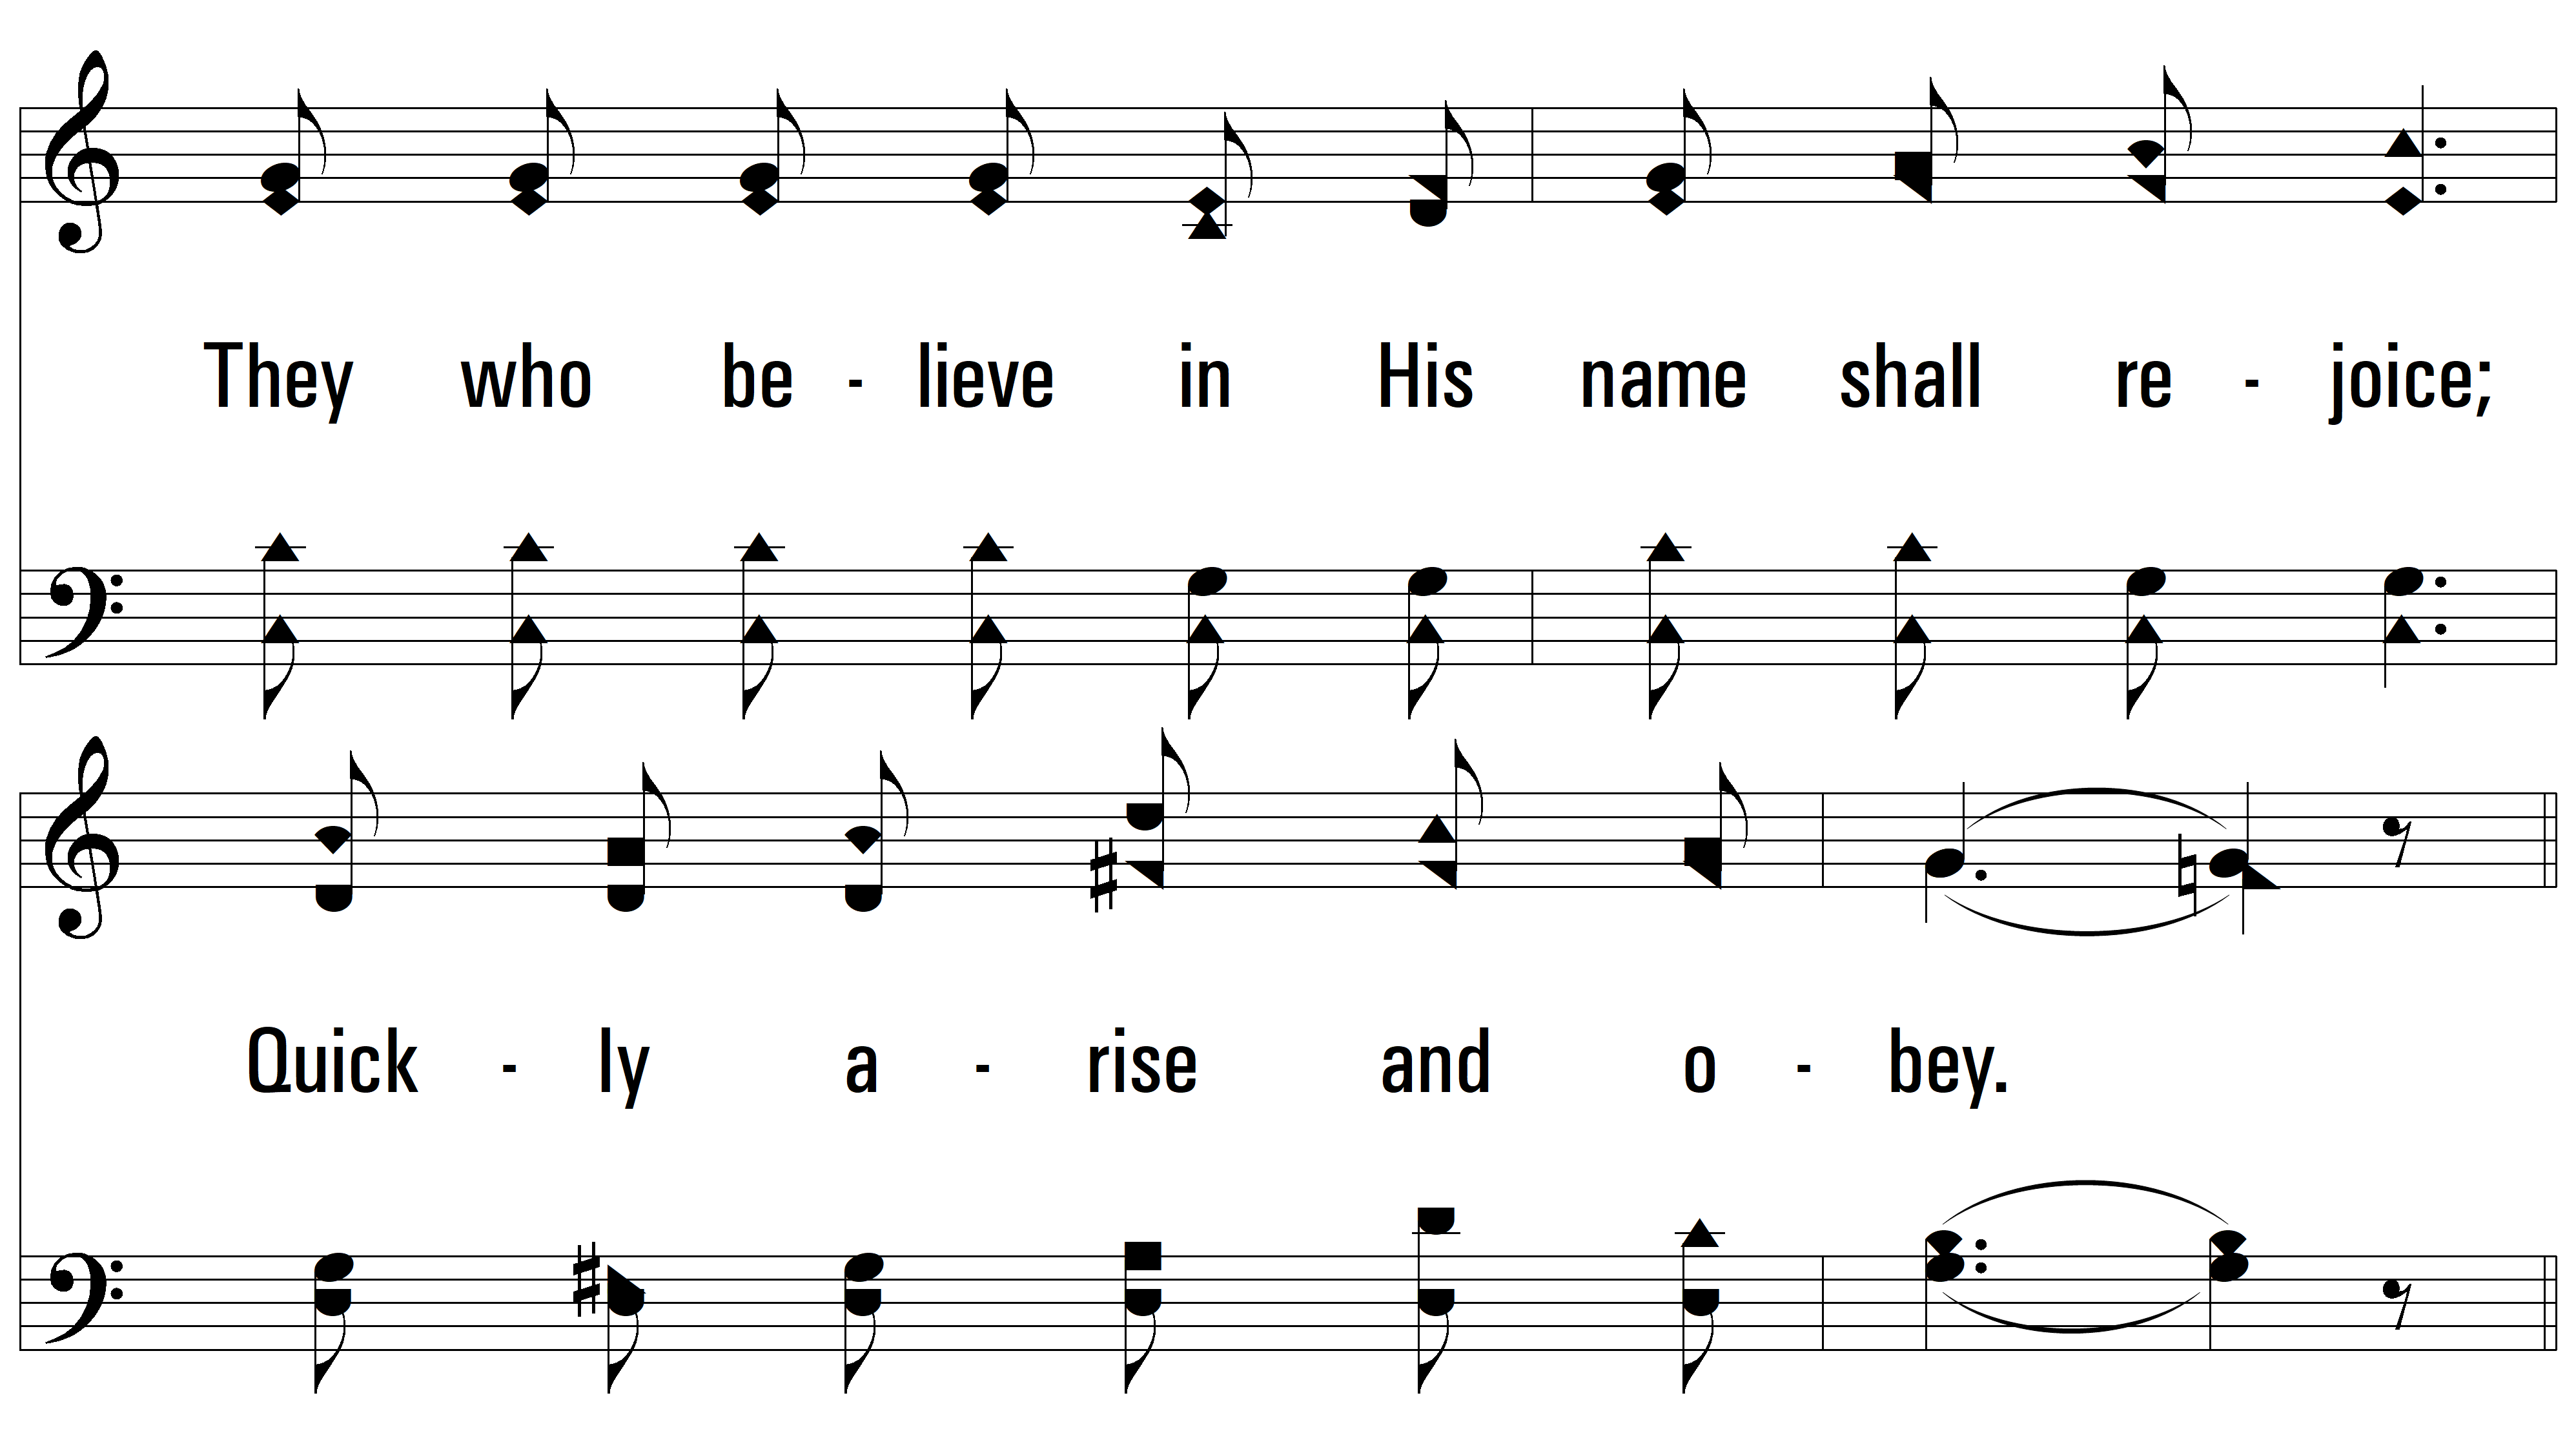 They who be - lieve in His name shall re - joice;
Quick - ly a - rise and o - bey.